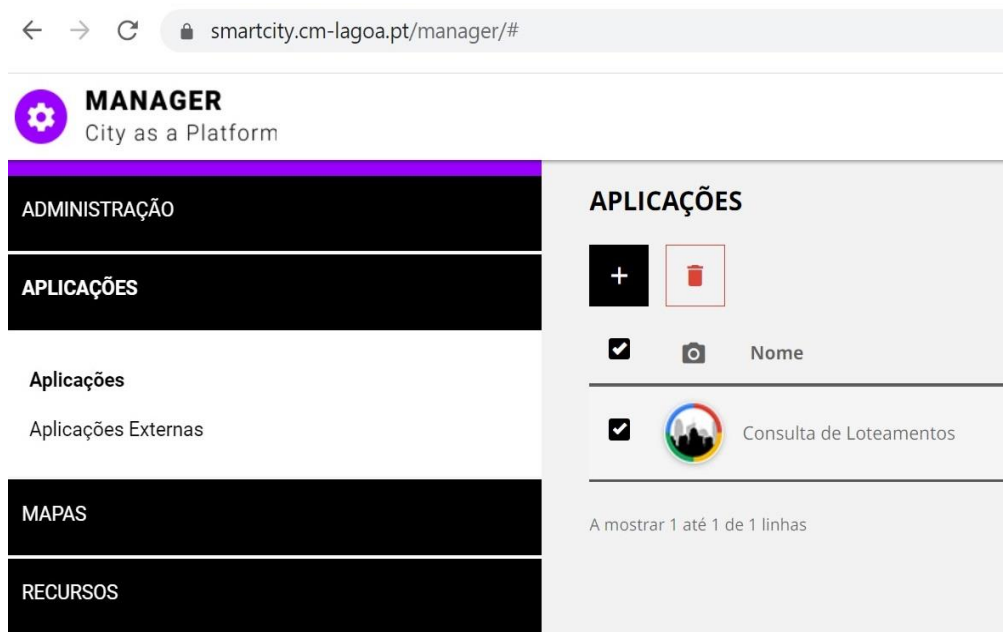 smartcity.cm-lagoa.pt/manager/#
MANAGER
City as a Platform
ADMINISTRAÇÃO
APLICAÇÕES
Aplicações
Aplicações Externas
MAPAS
RECURSOS
APLICAÇÕES
+
Nome
Consulta de Loteamentos
A mostrar 1 até 1 de 1 linhas